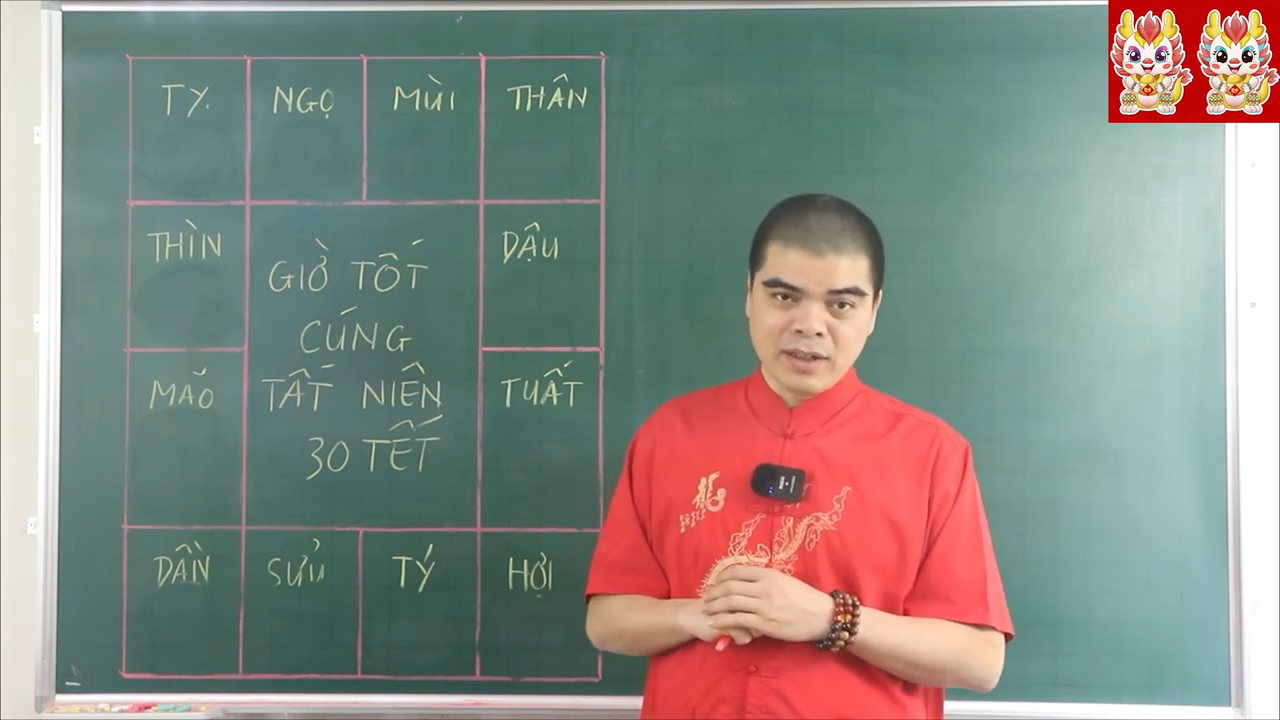 TỴ
NGỌ
MÙI
THÂN
THÌN
DẬU
GIỜ TỐT
CÚNG
TẤT NIÊN
30 TẾT
MÃO
TUẤT
DẦN
SỬU
TÝ
HỢI
龍